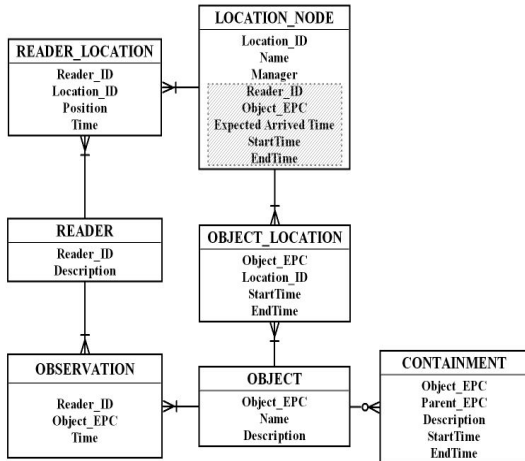 LOCATION_NODE
Location_ID
Name
Manager
Reader_ID
Object_EPC
Expected Arrived Time
StartTime
EndTime
READER_LOCATION
Reader_ID
Location_ID
Position
Time
READER
Reader_ID
Description
OBJECT_LOCATION
Object_EPC
Location_ID
StartTime
EndTime
OBSERVATION
Reader_ID
Object_EPC
Time
OBJECT
Object_EPC
Name
Description
CONTAINMENT
Object_EPC
Parent_EPC
Description
StartTime
EndTime